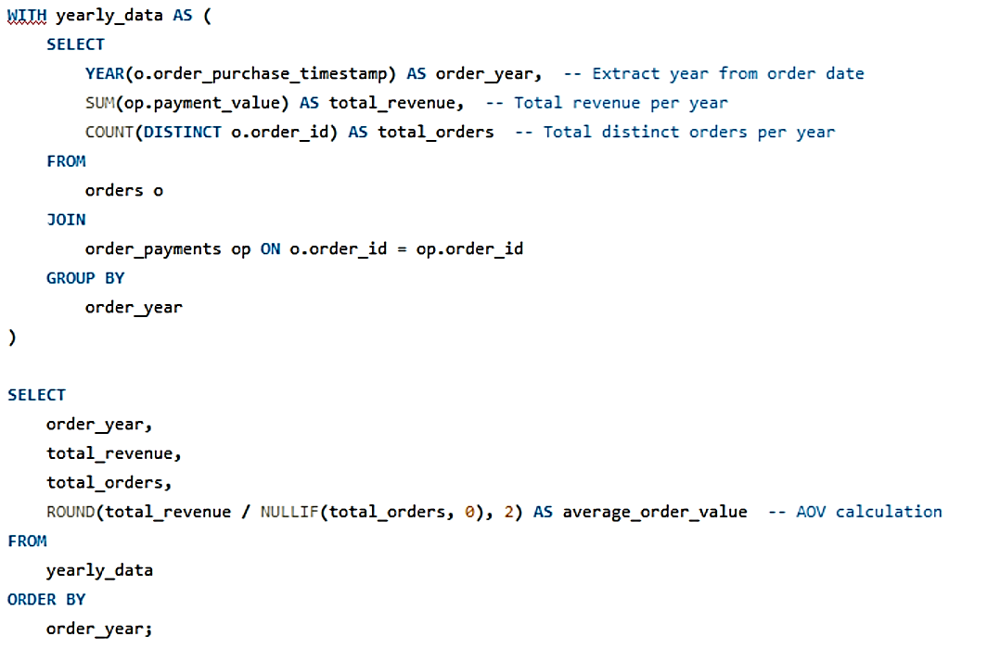 WITH yearly_data AS (
    SELECT
        YEAR(o.order_purchase_timestamp) AS order_year,  -- Extract year from order date
        SUM(op.payment_value) AS total_revenue,  -- Total revenue per year
        COUNT(DISTINCT o.order_id) AS total_orders  -- Total distinct orders per year
    FROM
        orders o
    JOIN
        order_payments op ON o.order_id = op.order_id
    GROUP BY
        order_year
)
SELECT
    order_year,
    total_revenue,
    total_orders,
    ROUND(total_revenue / NULLIF(total_orders, 0), 2) AS average_order_value  -- AOV calculation
FROM
    yearly_data
ORDER BY
    order_year;